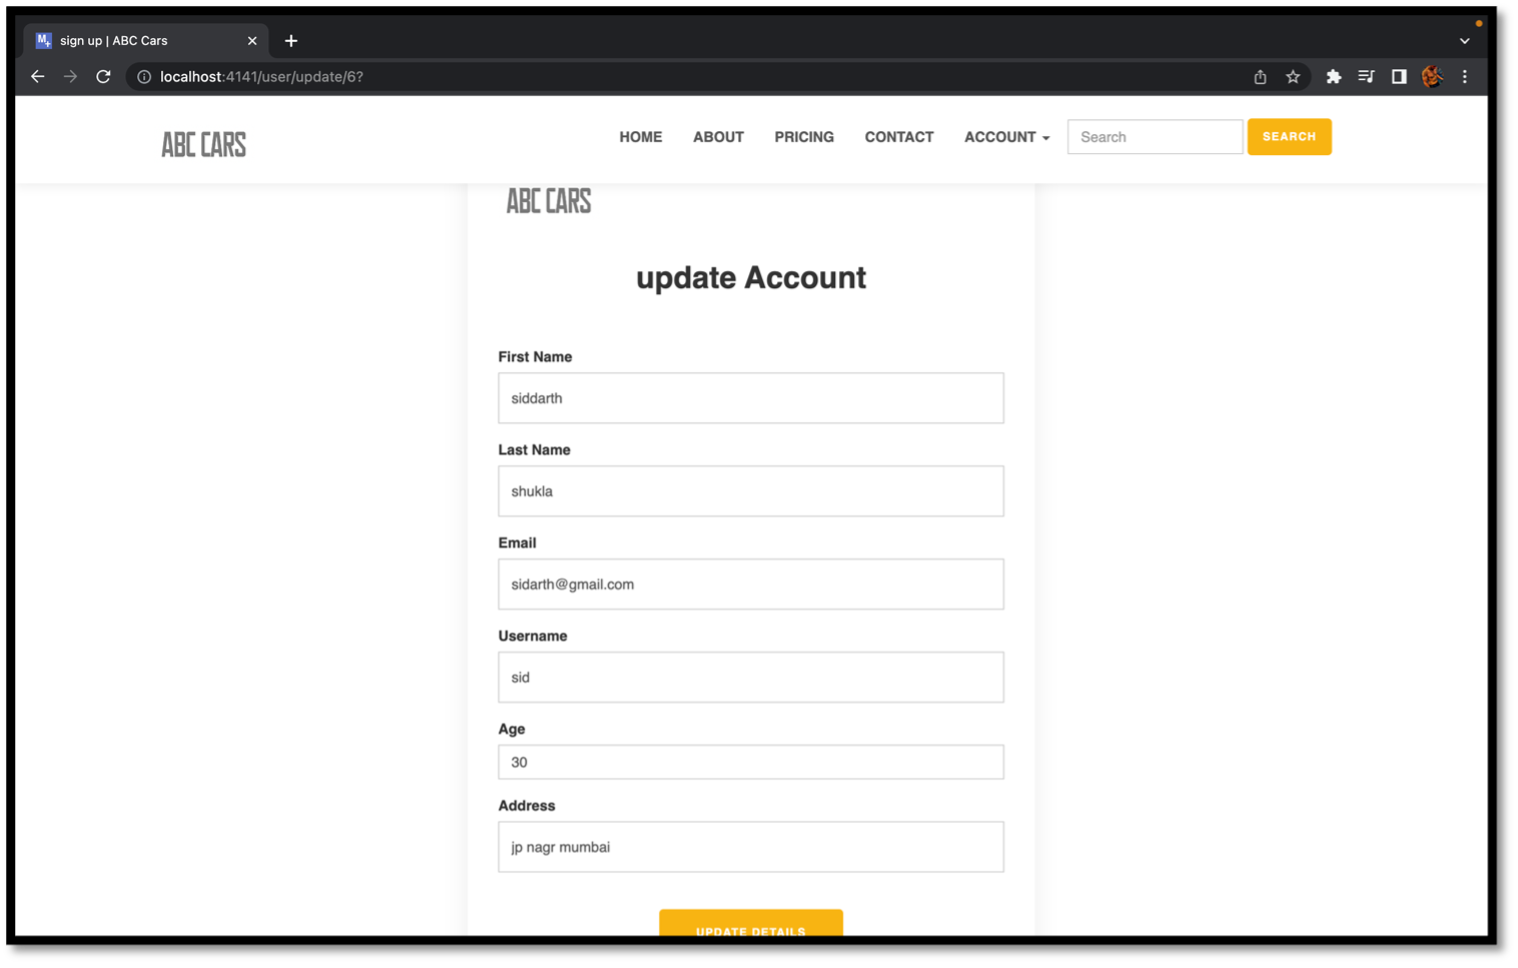 sign up | ABC Cars
localhost:4141/user/update/6?
ABC CARS
HOME ABOUT PRICING CONTACT ACCOUNT Search SEARCH
ABC CARS
update Account
First Name
siddarth
Last Name
shukla
Email
sidarth@gmail.com
Username
sid
Age
30
Address
jp nagr mumbai
UPDATE DETAILS